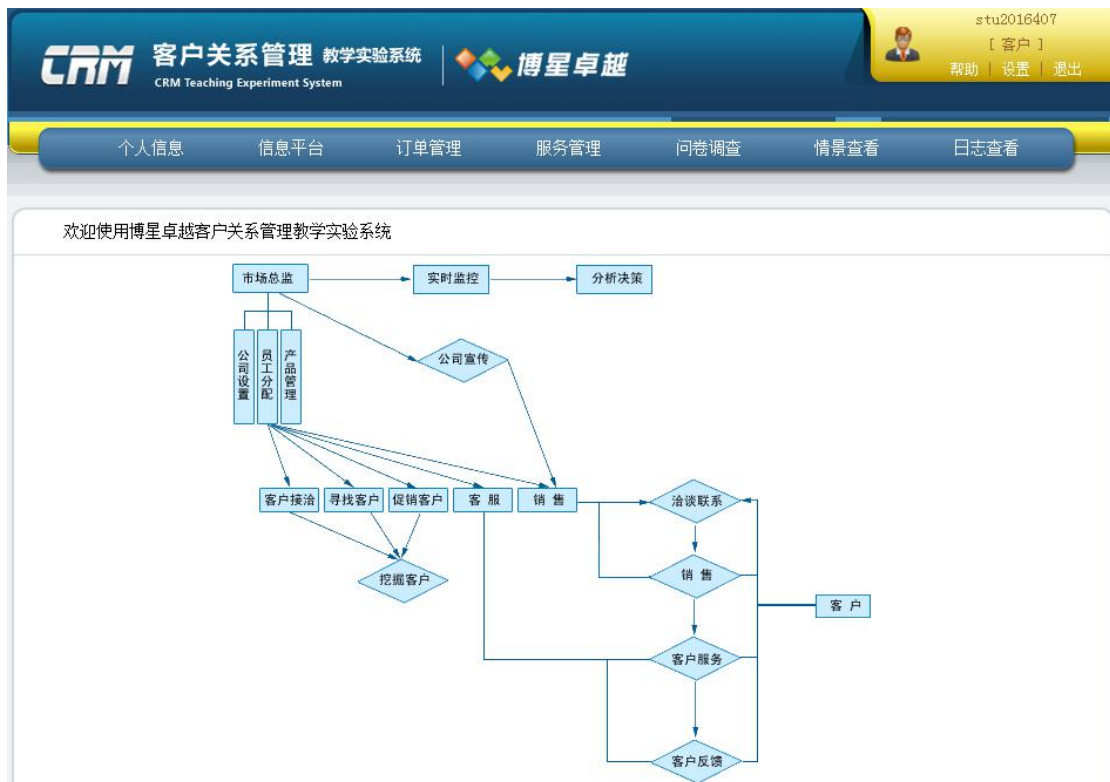 stu2016407
CRM 客户关系管理 教学实验系统 博星卓越
[ 客户 ]
CRM Teaching Experiment System
帮助 | 设置 | 退出
个人信息 信息平台 订单管理 服务管理 问卷调查 情景查看 日志查看
欢迎使用博星卓越客户关系管理教学实验系统
市场总监 实时监控 分析决策
公司设置
员工分配
产品管理
公司宣传
客户接洽 寻找客户 促销客户 客 服 销 售 洽谈联系
挖掘客户 销 售
客 户
客户服务
客户反馈